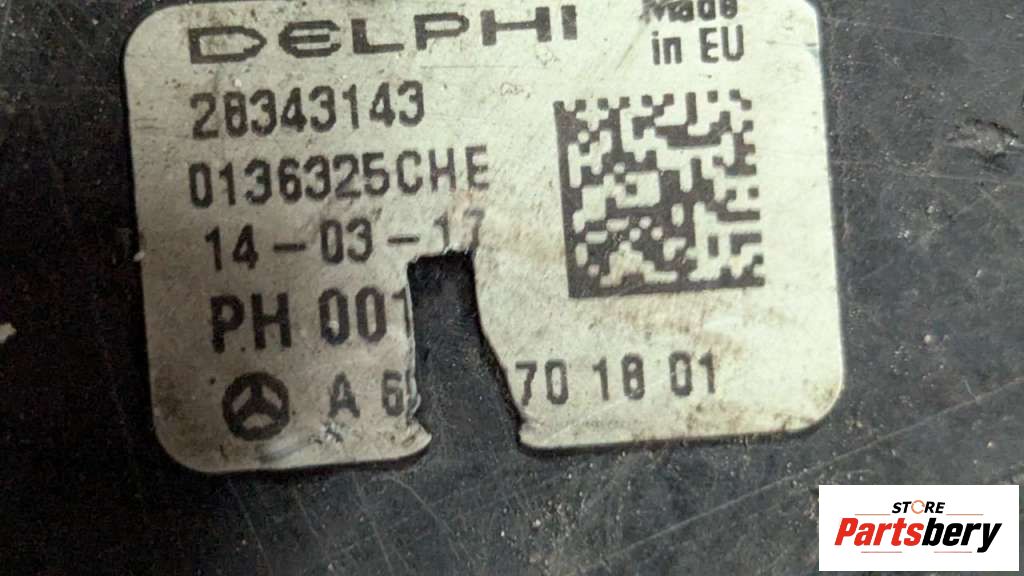 DELPHI
Made
in EU
28343143
0136325CHE
14-03-17
PH 001
A 6 70 18 01
STORE
Partsbery